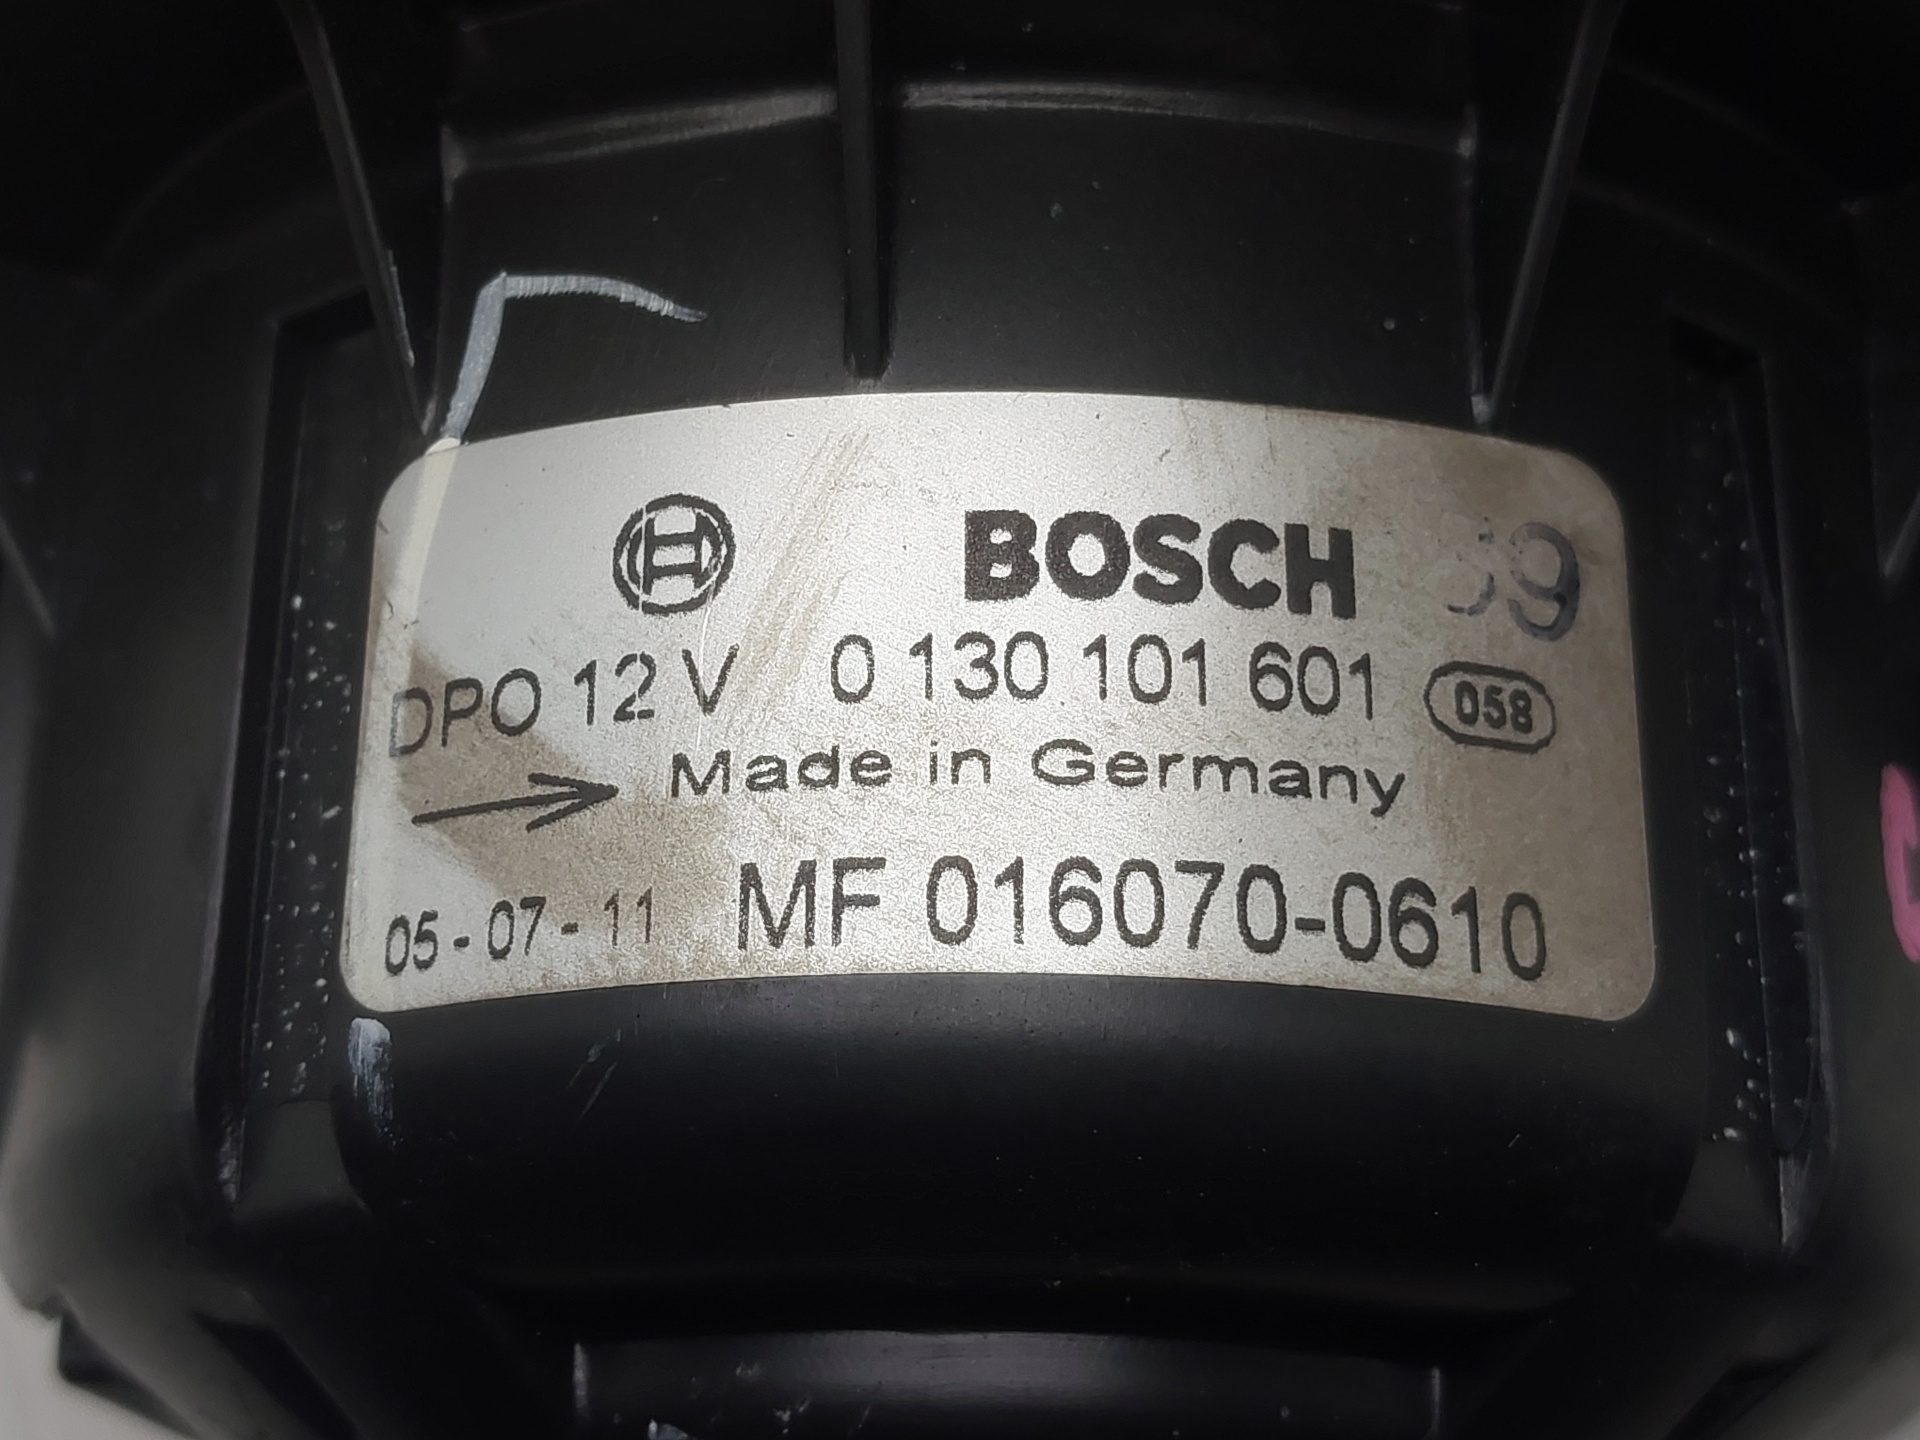 BOSCH
DPO 12 V 0 130 101 601 058
Made in Germany
05-07-11 MF 016070-0610